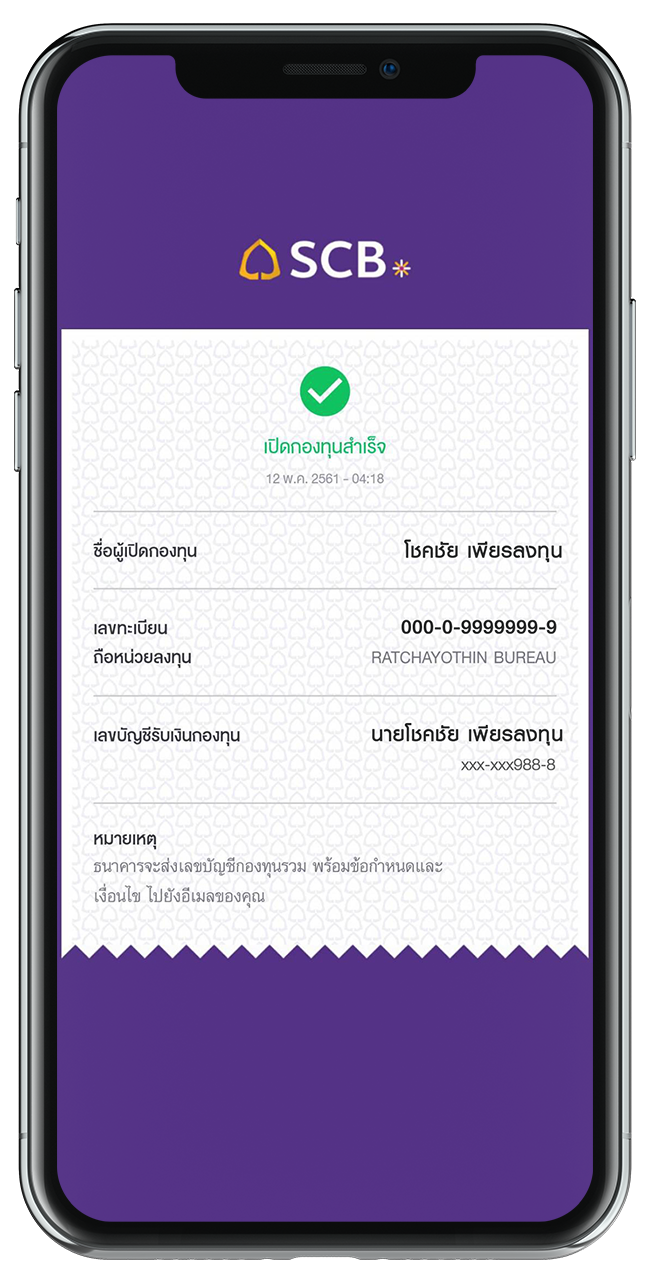 SCB
เปิดกองทุนสำเร็จ
12 พ.ค. 2561 - 04:18
ชื่อผู้เปิดกองทุน โชคชัย เพียรลงทุน
เลขทะเบียน 000-0-9999999-9
ถือหน่วยลงทุน RATCHAYOTHIN BUREAU
เลขบัญชีรับเงินกองทุน นายโชคชัย เพียรลงทุน
xxx-xxx988-8
หมายเหตุ
ธนาคารจะส่งเลขบัญชีกองทุนรวม พร้อมข้อกำหนดและ
เงื่อนไข ไปยังอีเมลของคุณ